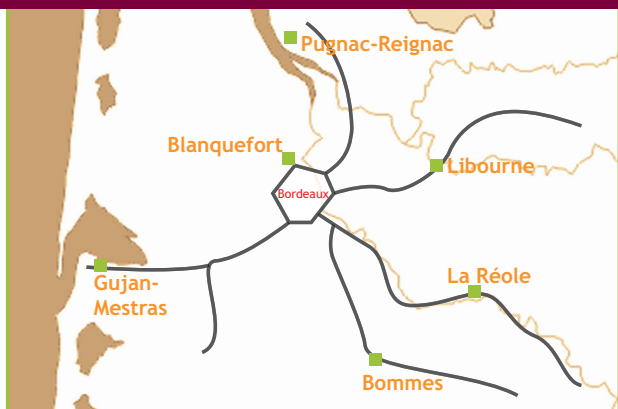 Pugnac-Reignac
Blanquefort
Libourne
Bordeaux
La Réole
Gujan-
Mestras
Bommes